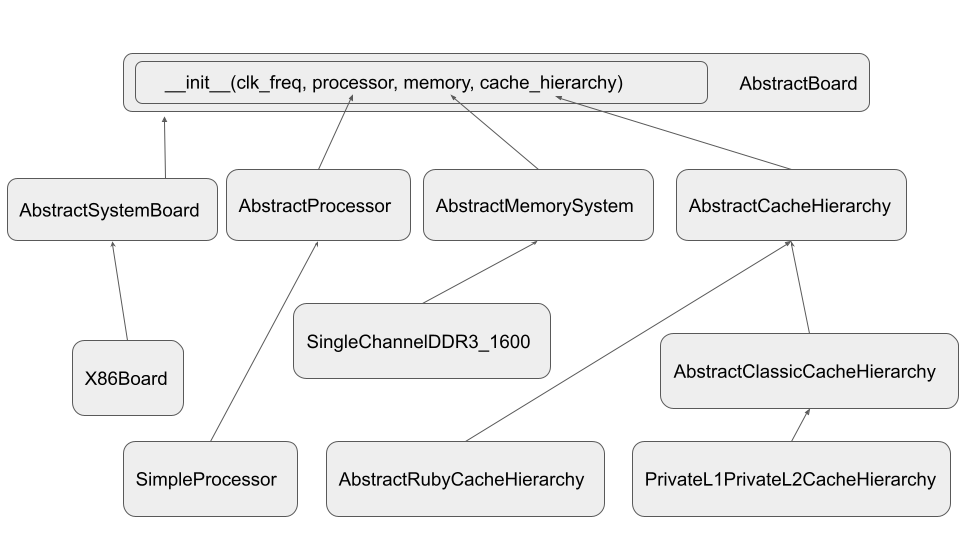 __init__(clk_freq, processor, memory, cache_hierarchy)
AbstractBoard
AbstractSystemBoard
AbstractProcessor
AbstractMemorySystem
AbstractCacheHierarchy
SingleChannelDDR3_1600
X86Board
AbstractClassicCacheHierarchy
SimpleProcessor
AbstractRubyCacheHierarchy
PrivateL1PrivateL2CacheHierarchy